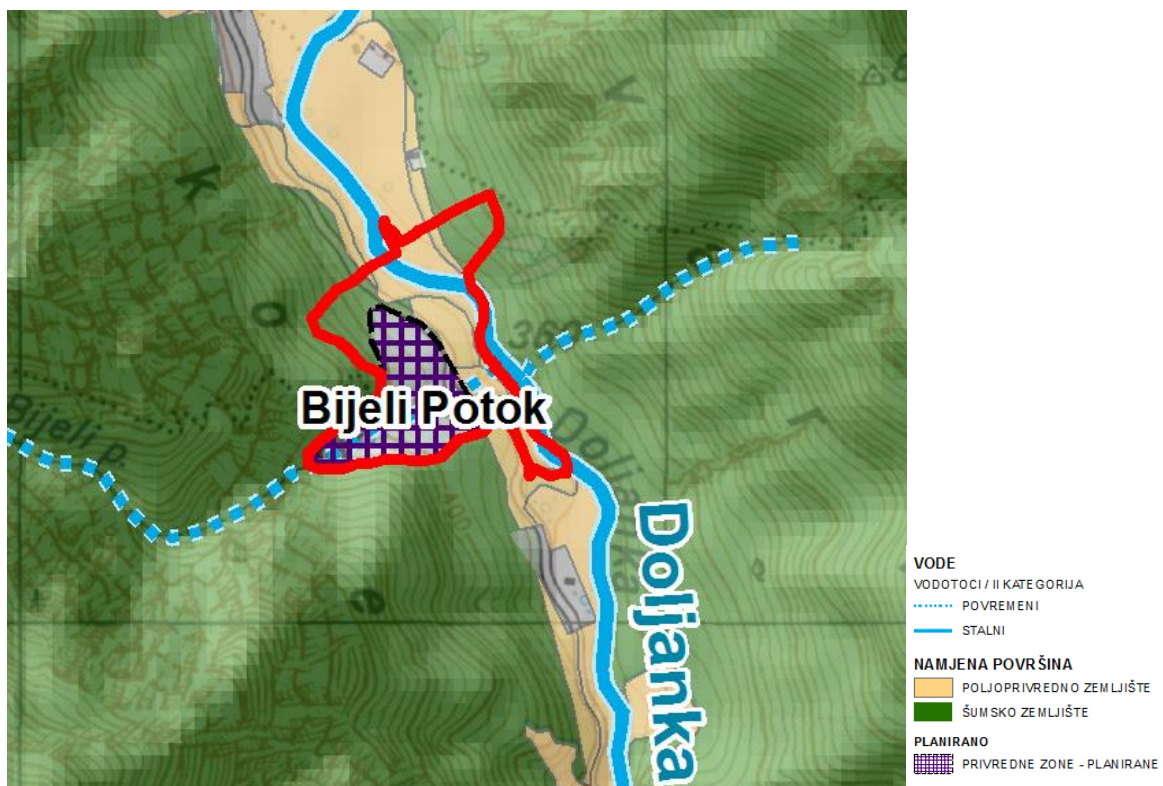 Bijeli Potok
Bijeli p.
Doljanka
Doljanka
VODE
VODOTOCI / II KATEGORIJA
POVREMENI
STALNI
NAMJENA POVRŠINA
POLJOPRIVREDNO ZEMLJIŠTE
ŠUMSKO ZEMLJIŠTE
PLANIRANO
PRIVREDNE ZONE - PLANIRANE